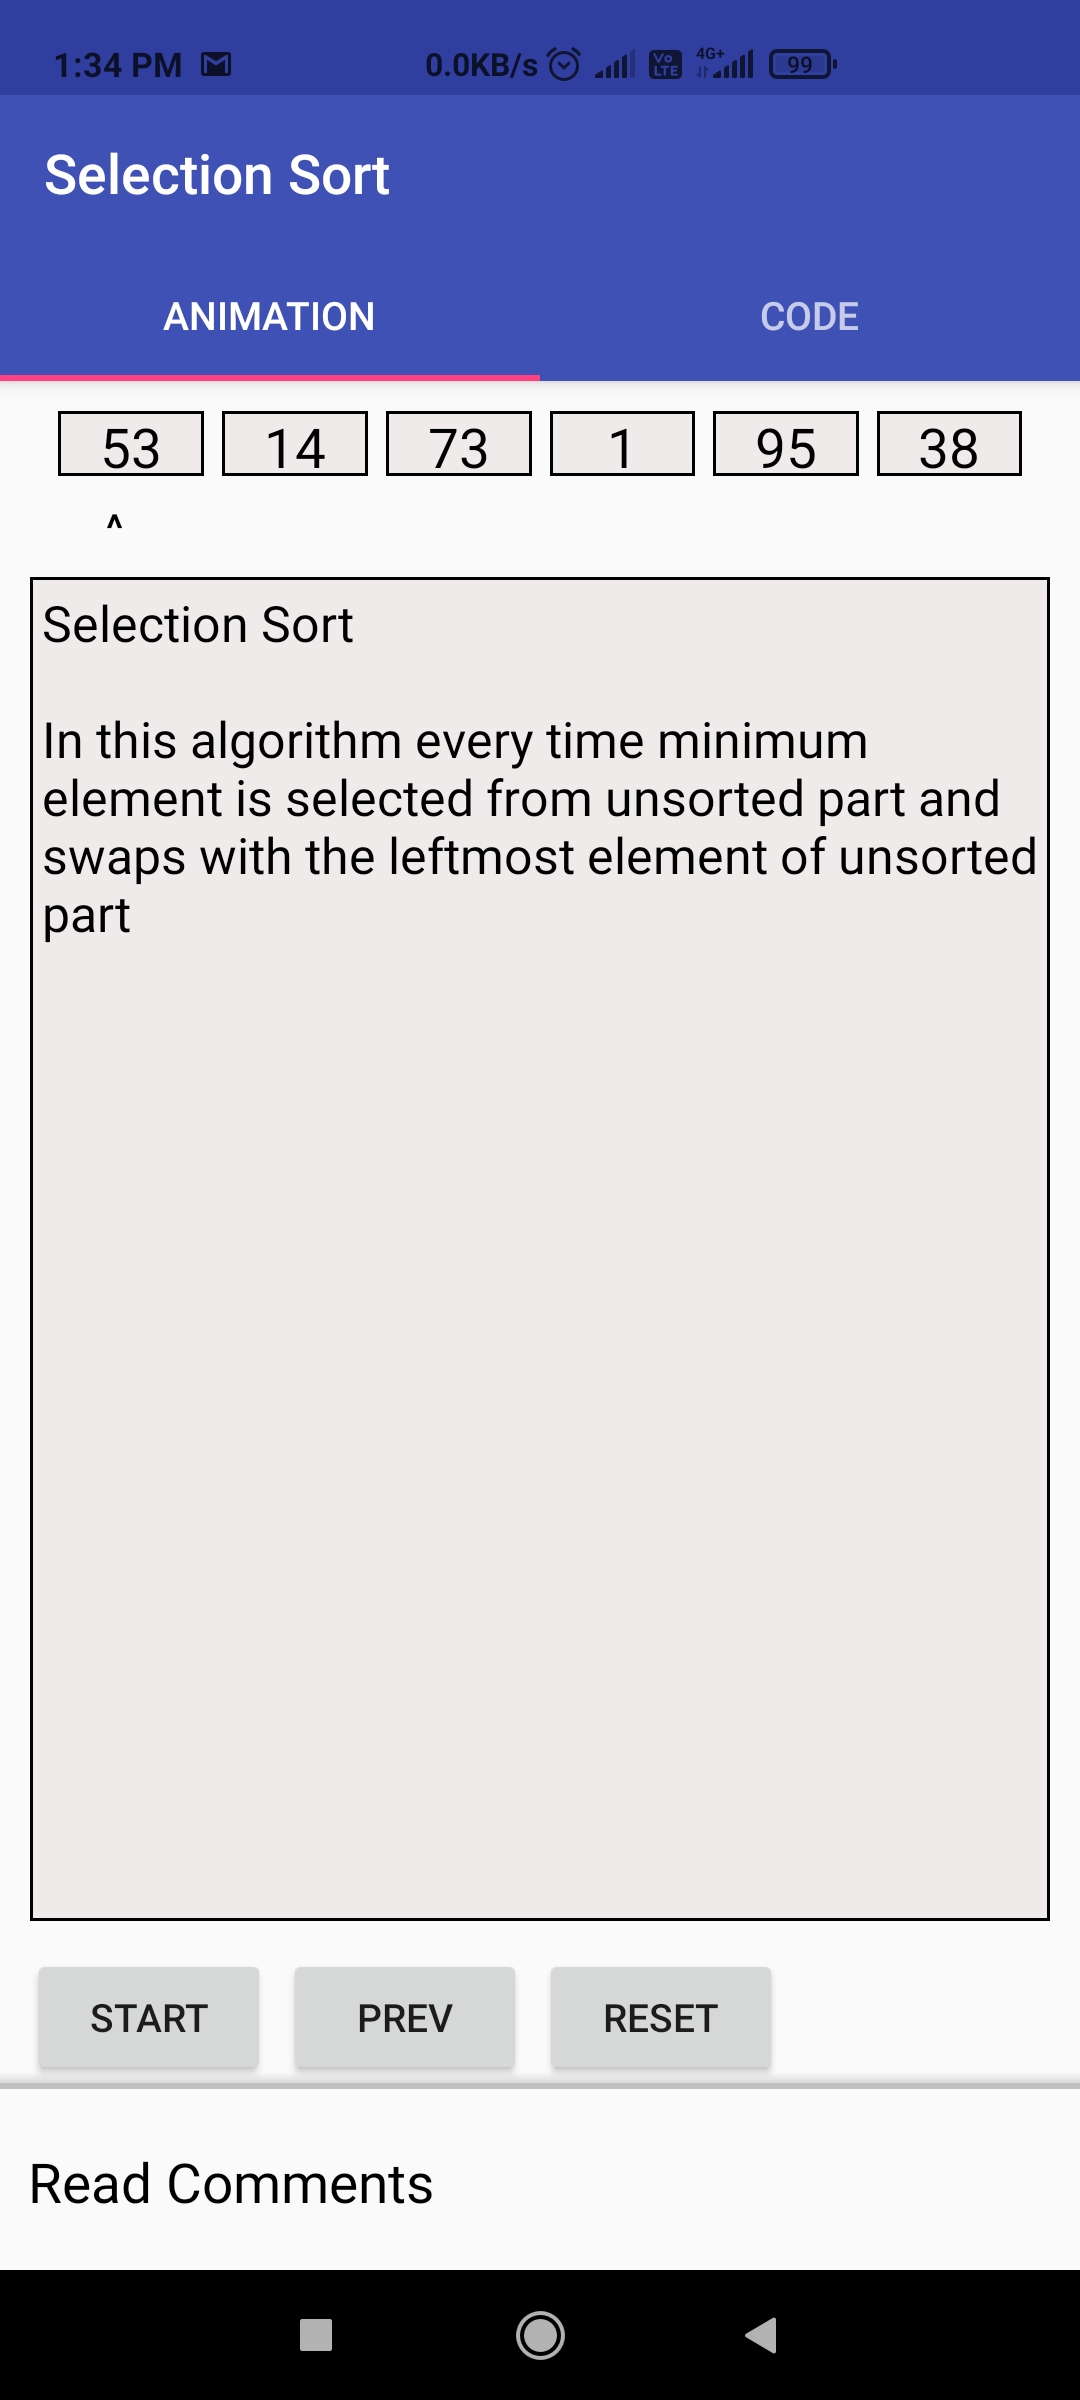 1:34 PM 0.0KB/s Vo LTE 4G+ 99
Selection Sort
ANIMATION CODE
53 14 73 1 95 38
^
Selection Sort
In this algorithm every time minimum
element is selected from unsorted part and
swaps with the leftmost element of unsorted
part
START PREV RESET
Read Comments